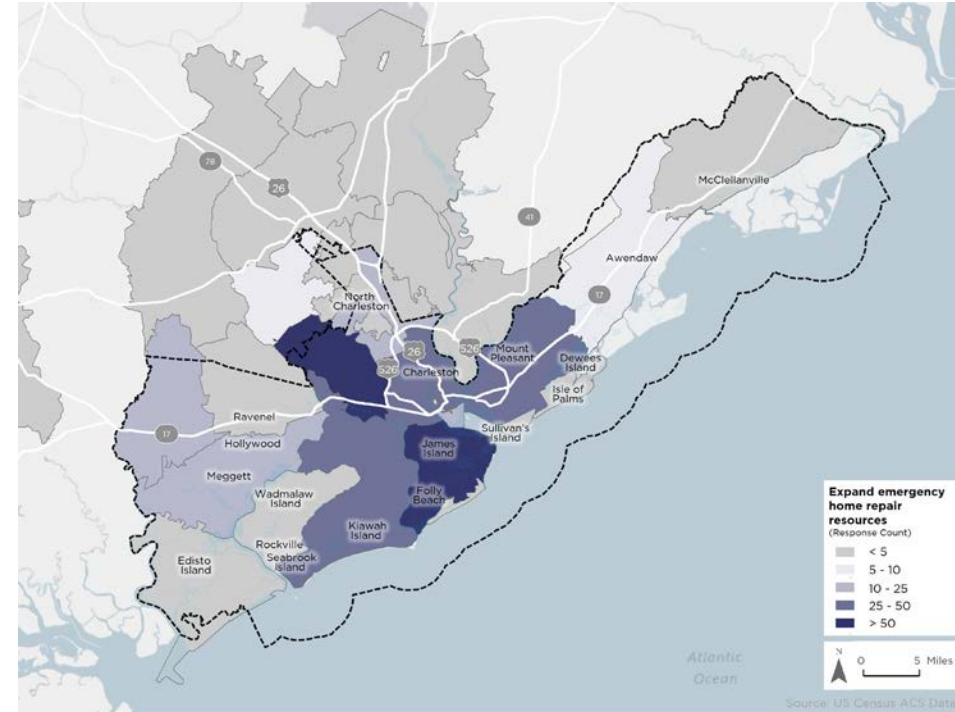 78
26
41
McClellanville
Awendaw
17
North
Charleston
26
526
526
Mount
Pleasant
Charleston
Dewees
Island
Isle of
Palms
Ravenel
17
Hollywood
Sullivan's
Island
James
Island
Meggett
Wadmalaw
Island
Folly
Beach
Kiawah
Island
Rockville
Seabrook
Island
Edisto
Island
Expand emergency
home repair
resources
(Response Count)
< 5
5 - 10
10 - 25
25 - 50
> 50
N
0 5 Miles
Atlantic
Ocean
Source: US Census ACS Data